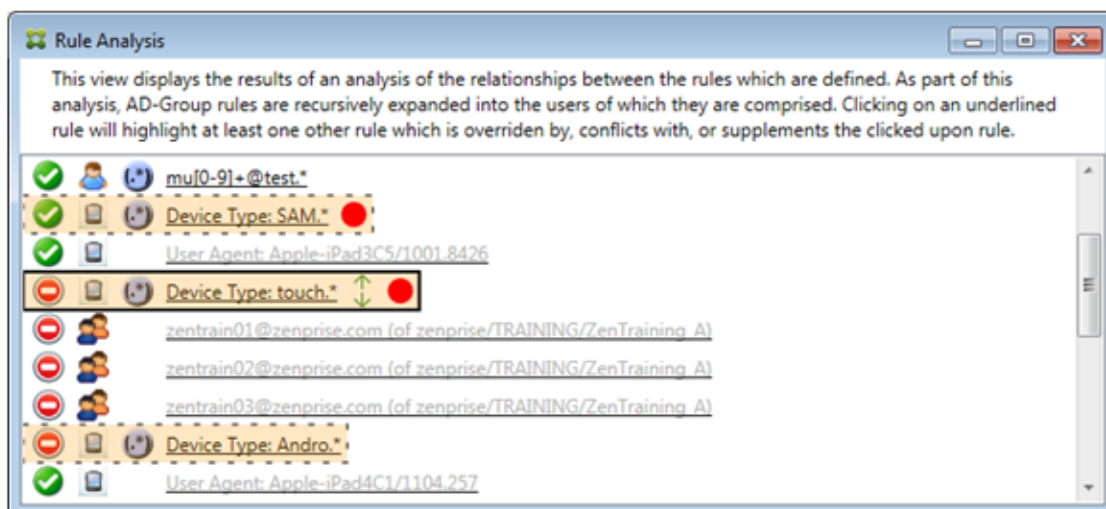 Rule Analysis
This view displays the results of an analysis of the relationships between the rules which are defined. As part of this
analysis, AD-Group rules are recursively expanded into the users of which they are comprised. Clicking on an underlined
rule will highlight at least one other rule which is overriden by, conflicts with, or supplements the clicked upon rule.
(.*) mu[0-9]+@test.*
(.*) Device Type: SAM.*
User Agent: Apple-iPad3C5/1001.8426
(.*) Device Type: touch.*
zentrain01@zenprise.com (of zenprise/TRAINING/ZenTraining_A)
zentrain02@zenprise.com (of zenprise/TRAINING/ZenTraining_A)
zentrain03@zenprise.com (of zenprise/TRAINING/ZenTraining_A)
(.*) Device Type: Andro.*
User Agent: Apple-iPad4C1/1104.257